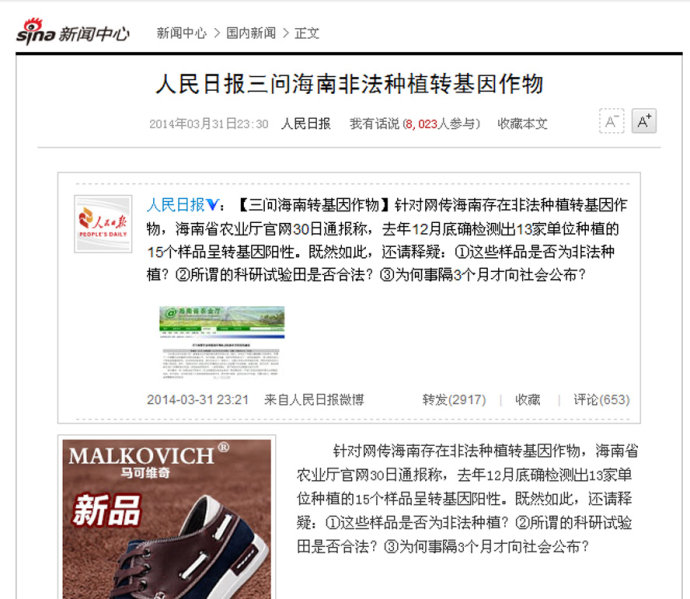 sina 新闻中心
新闻中心 > 国内新闻 > 正文
人民日报三问海南非法种植转基因作物
2014年03月31日23:30 人民日报 我有话说(8,023人参与) 收藏本文
A- A+
人民日报
PEOPLE'S DAILY
人民日报V：【三问海南转基因作物】针对网传海南存在非法种植转基因作
物，海南省农业厅官网30日通报称，去年12月底确检测出13家单位种植的
15个样品呈转基因阳性。既然如此，还请释疑：①这些样品是否为非法种
植？②所谓的科研试验田是否合法？③为何事隔3个月才向社会公布？
海南省农业厅
2014-03-31 23:21 来自人民日报微博 转发(2917) | 收藏 | 评论(653)
MALKOVICH®
马可维奇
新品
针对网传海南存在非法种植转基因作物，海南省
农业厅官网30日通报称，去年12月底确检测出13家单
位种植的15个样品呈转基因阳性。既然如此，还请释
疑：①这些样品是否为非法种植？②所谓的科研试验
田是否合法？③为何事隔3个月才向社会公布？